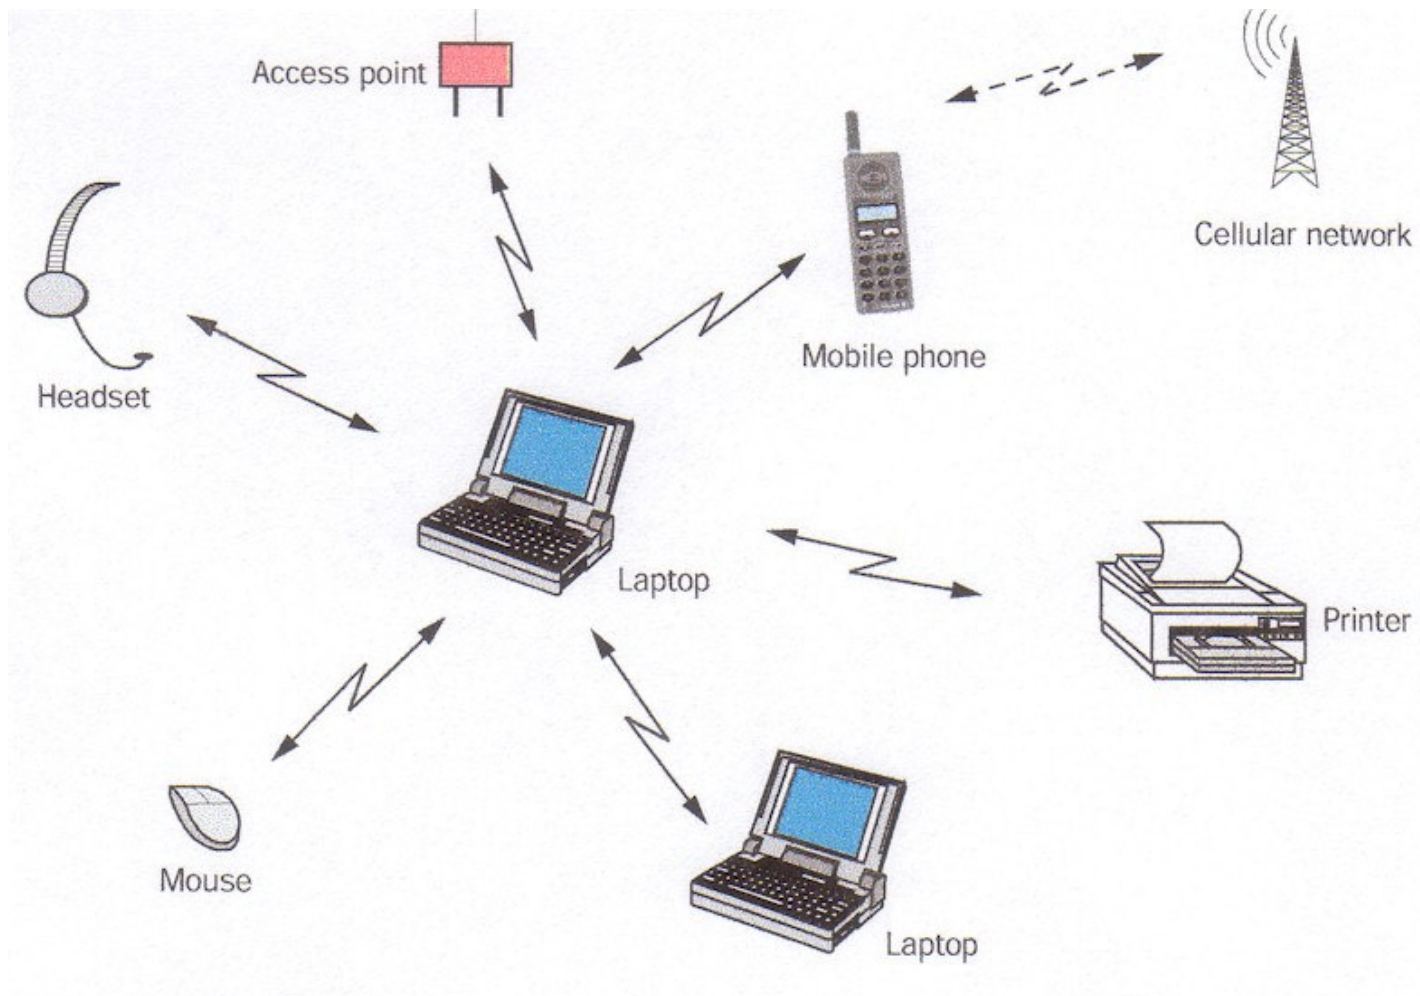 Access point
Cellular network
Mobile phone
Headset
Laptop
Printer
Mouse
Laptop